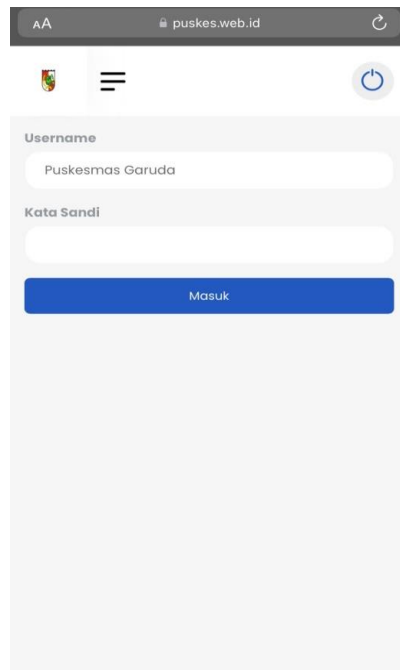 AA puskes.web.id
Username
Puskesmas Garuda
Kata Sandi
Masuk